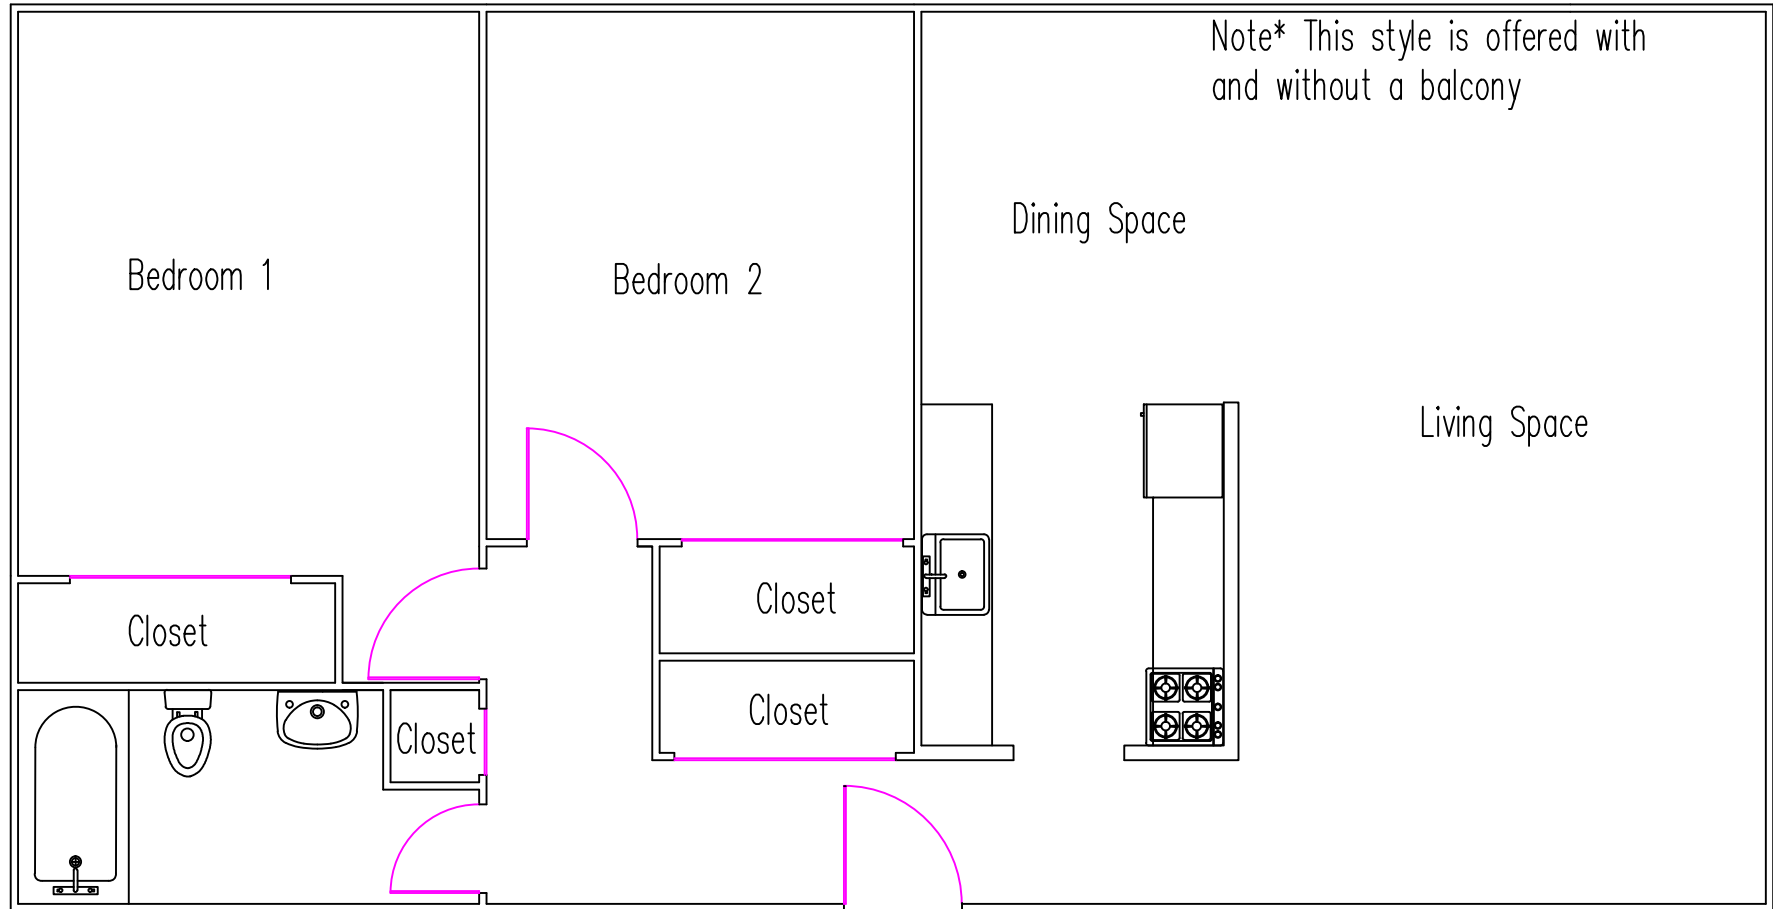 Note* This style is offered with
and without a balcony
Dining Space
Bedroom 1
Bedroom 2
Living Space
Closet
Closet
Closet
Closet